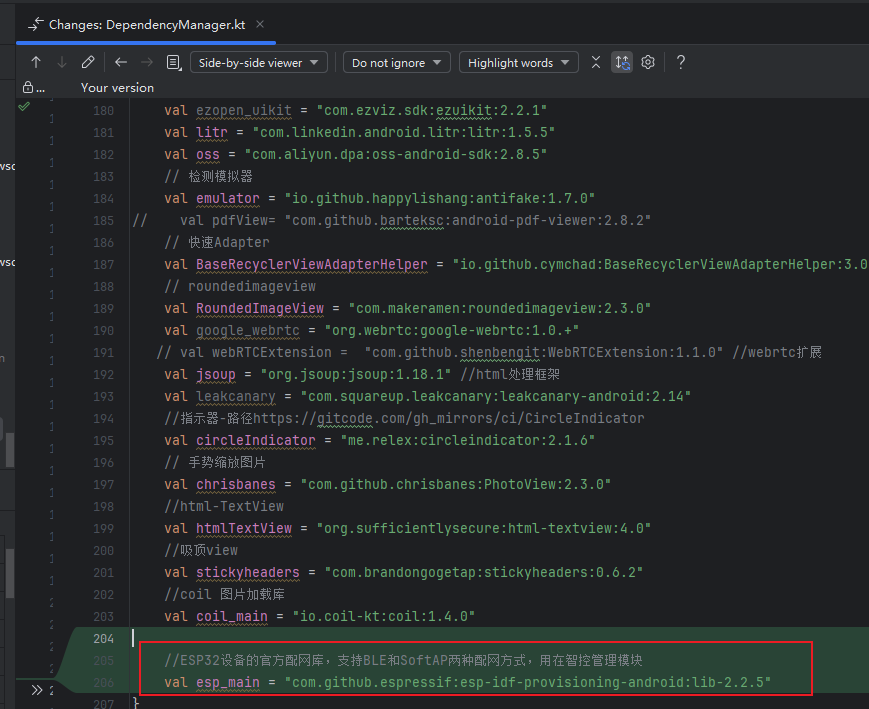 Changes: DependencyManager.kt
Side-by-side viewer
Do not ignore
Highlight words
?
... Your version
180 val ezopen_uikit = "com.ezviz.sdk:ezuikit:2.2.1"
181 val litr = "com.linkedin.android.litr:litr:1.5.5"
182 val oss = "com.aliyun.dpa:oss-android-sdk:2.8.5"
183 // 检测模拟器
184 val emulator = "io.github.happylishang:antifake:1.7.0"
185 // val pdfView= "com.github.barteksc:android-pdf-viewer:2.8.2"
186 // 快速Adapter
187 val BaseRecyclerViewAdapterHelper = "io.github.cymchad:BaseRecyclerViewAdapterHelper:3.0
188 // roundedimageview
189 val RoundedImageView = "com.makeramen:roundedimageview:2.3.0"
190 val google_webrtc = "org.webrtc:google-webrtc:1.0.+"
191 // val webRTCExtension = "com.github.shenbengit:WebRTCExtension:1.1.0" //webrtc扩展
192 val jsoup = "org.jsoup:jsoup:1.18.1" //html处理框架
193 val leakcanary = "com.squareup.leakcanary:leakcanary-android:2.14"
194 //指示器-路径https://gitcode.com/gh_mirrors/ci/CircleIndicator
195 val circleIndicator = "me.relex:circleindicator:2.1.6"
196 // 手势缩放图片
197 val chrisbanes = "com.github.chrisbanes:PhotoView:2.3.0"
198 //html-TextView
199 val htmlTextView = "org.sufficientlysecure:html-textview:4.0"
200 //吸顶view
201 val stickyheaders = "com.brandongogetap:stickyheaders:0.6.2"
202 //coil 图片加载库
203 val coil_main = "io.coil-kt:coil:1.4.0"
204
205 //ESP32设备的官方配网库，支持BLE和SoftAP两种配网方式，用在智控管理模块
206 val esp_main = "com.github.espressif:esp-idf-provisioning-android:lib-2.2.5"
207 }